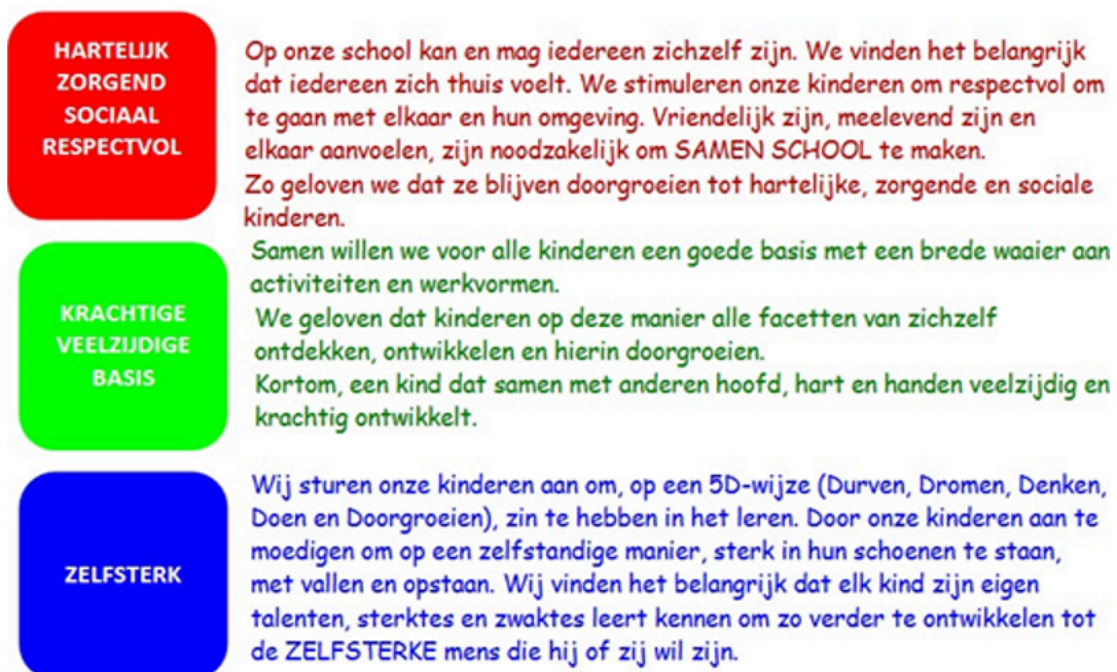 HARTELIJK
ZORGEND
SOCIAAL
RESPECTVOL
Op onze school kan en mag iedereen zichzelf zijn. We vinden het belangrijk
dat iedereen zich thuis voelt. We stimuleren onze kinderen om respectvol om
te gaan met elkaar en hun omgeving. Vriendelijk zijn, meelevend zijn en
elkaar aanvoelen, zijn noodzakelijk om SAMEN SCHOOL te maken.
Zo geloven we dat ze blijven doorgroeien tot hartelijke, zorgende en sociale
kinderen.
KRACHTIGE
VEELZIJDIGE
BASIS
Samen willen we voor alle kinderen een goede basis met een brede waaier aan
activiteiten en werkvormen.
We geloven dat kinderen op deze manier alle facetten van zichzelf
ontdekken, ontwikkelen en hierin doorgroeien.
Kortom, een kind dat samen met anderen hoofd, hart en handen veelzijdig en
krachtig ontwikkelt.
ZELFSTERK
Wij sturen onze kinderen aan om, op een 5D-wijze (Durven, Dromen, Denken,
Doen en Doorgroeien), zin te hebben in het leren. Door onze kinderen aan te
moedigen om op een zelfstandige manier, sterk in hun schoenen te staan,
met vallen en opstaan. Wij vinden het belangrijk dat elk kind zijn eigen
talenten, sterktes en zwaktes leert kennen om zo verder te ontwikkelen tot
de ZELFSTERKE mens die hij of zij wil zijn.